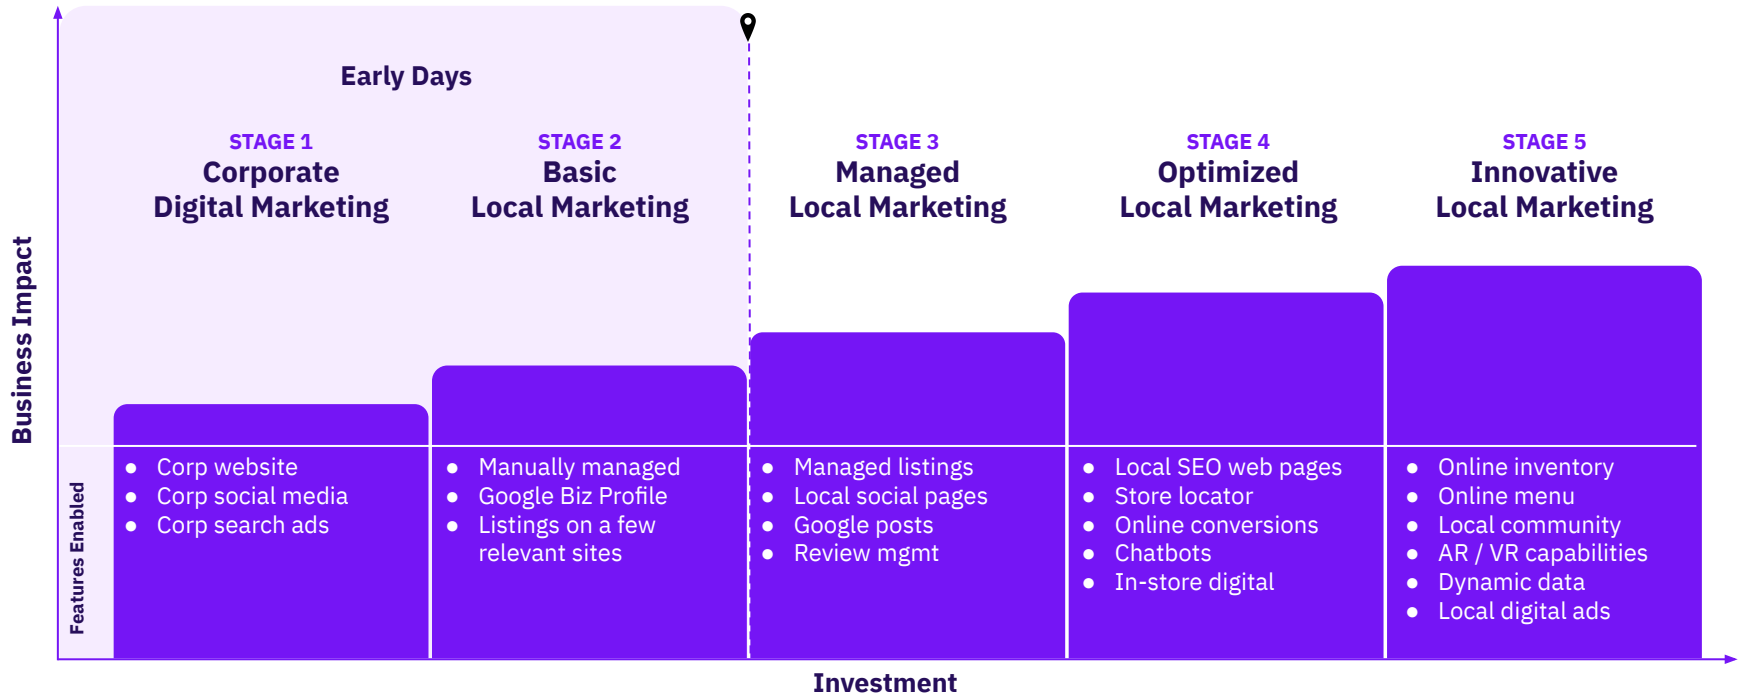 Early Days
STAGE 1
Corporate
Digital Marketing
STAGE 2
Basic
Local Marketing
STAGE 3
Managed
Local Marketing
STAGE 4
Optimized
Local Marketing
STAGE 5
Innovative
Local Marketing
Business Impact
Features Enabled
● Corp website
● Corp social media
● Corp search ads
● Manually managed
● Google Biz Profile
● Listings on a few
relevant sites
● Managed listings
● Local social pages
● Google posts
● Review mgmt
● Local SEO web pages
● Store locator
● Online conversions
● Chatbots
● In-store digital
● Online inventory
● Online menu
● Local community
● AR / VR capabilities
● Dynamic data
● Local digital ads
Investment